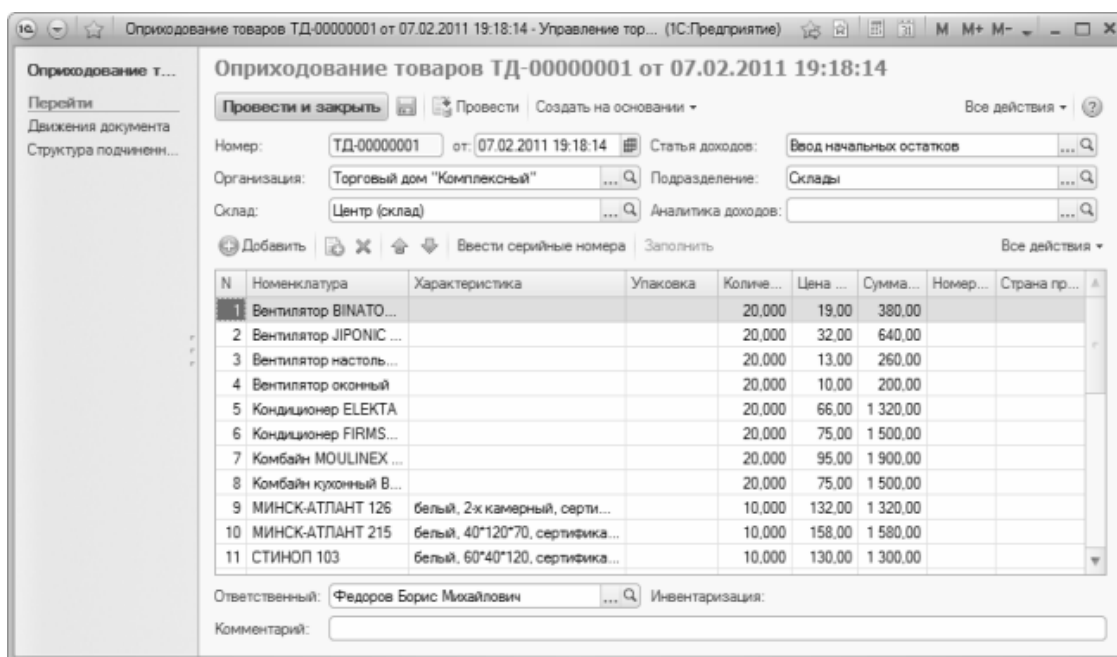 Оприходование товаров ТД-00000001 от 07.02.2011 19:18:14 - Управление тор... (1С:Предприятие) M M+ M-
Оприходование т...
Перейти
Движения документа
Структура подчиненн...
Оприходование товаров ТД-00000001 от 07.02.2011 19:18:14
Провести и закрыть Провести Создать на основании Все действия
Номер: ТД-00000001 от: 07.02.2011 19:18:14 Статья доходов: Ввод начальных остатков ...
Организация: Торговый дом "Комплексный" ... Подразделение: Склады ...
Склад: Центр (склад) ... Аналитика доходов: ...
Добавить Ввести серийные номера Заполнить Все действия
N Номенклатура Характеристика Упаковка Количе... Цена ... Сумма... Номер... Страна пр...
1 Вентилятор BINATO... 20,000 19,00 380,00
2 Вентилятор JIPONIC ... 20,000 32,00 640,00
3 Вентилятор настоль... 20,000 13,00 260,00
4 Вентилятор оконный 20,000 10,00 200,00
5 Кондиционер ELEKTA 20,000 66,00 1 320,00
6 Кондиционер FIRMS... 20,000 75,00 1 500,00
7 Комбайн MOULINEX ... 20,000 95,00 1 900,00
8 Комбайн кухонный B... 20,000 75,00 1 500,00
9 МИНСК-АТЛАНТ 126 белый, 2-х камерный, серти... 10,000 132,00 1 320,00
10 МИНСК-АТЛАНТ 215 белый, 40*120*70, сертифика... 10,000 158,00 1 580,00
11 СТИНОЛ 103 белый, 60*40*120, сертифика... 10,000 130,00 1 300,00
Ответственный: Федоров Борис Михайлович ... Инвентаризация:
Комментарий: